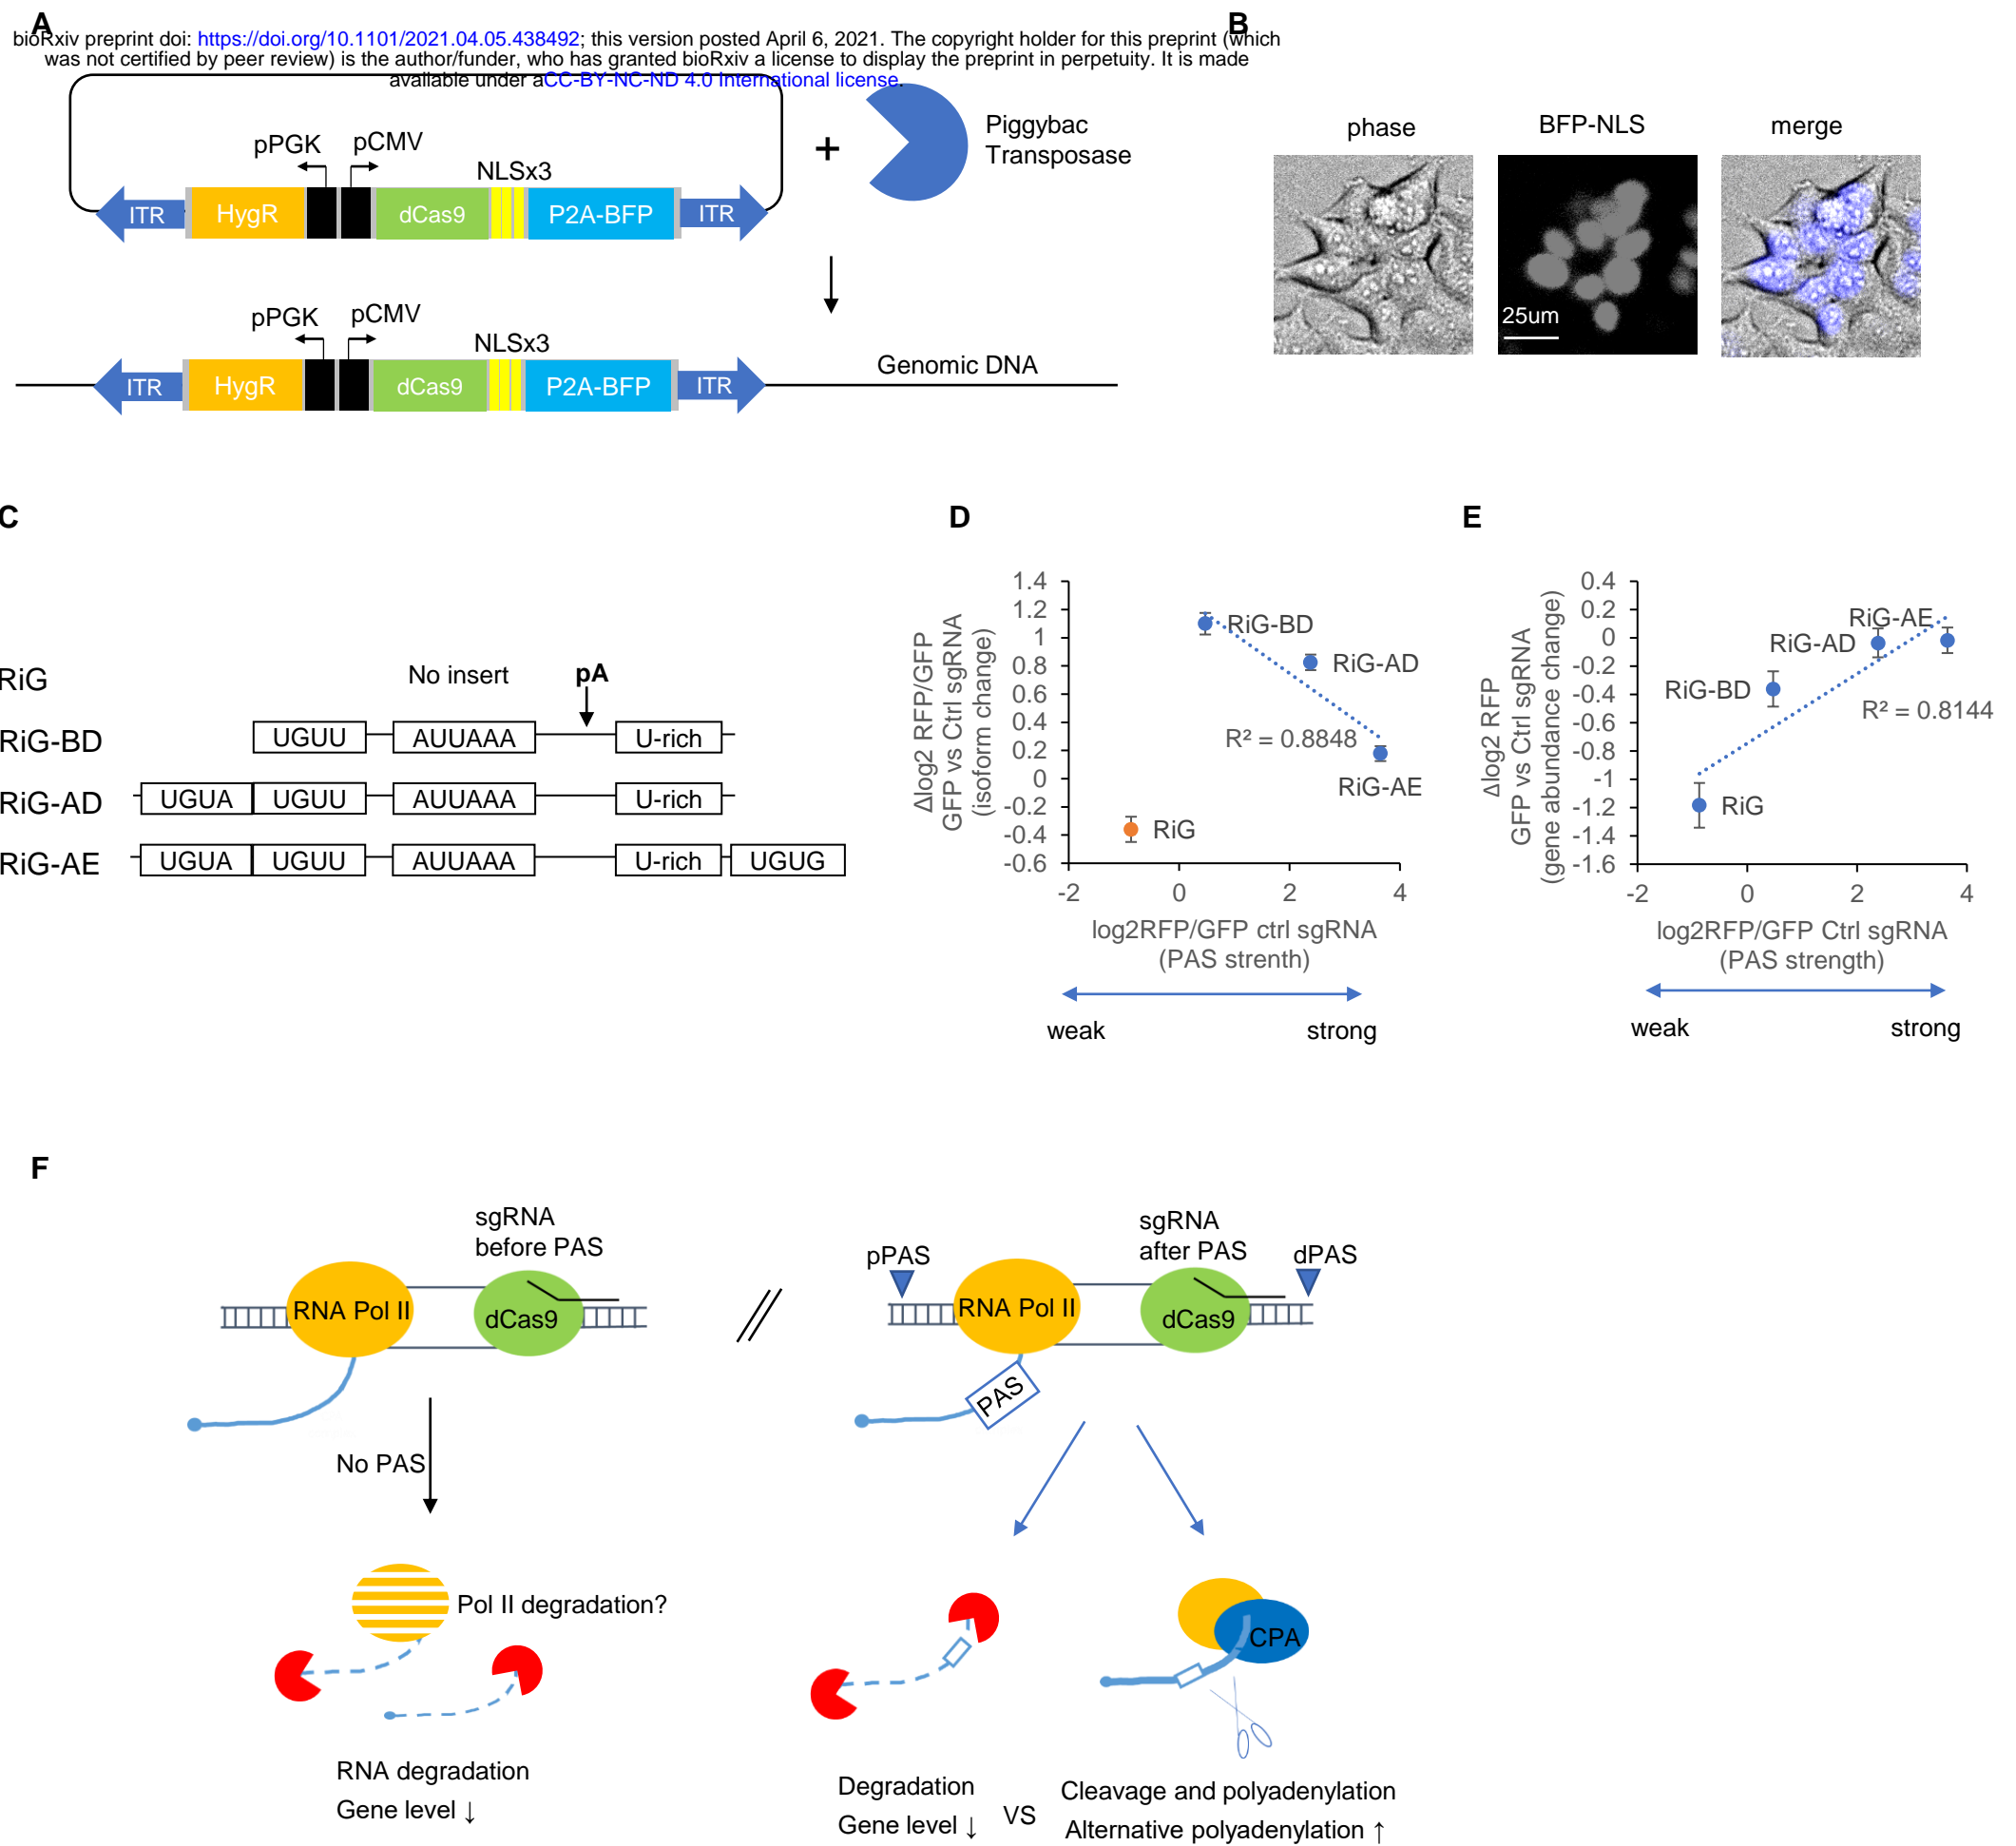 A
B
bioRxiv preprint doi: https://doi.org/10.1101/2021.04.05.438492; this version posted April 6, 2021. The copyright holder for this preprint (which
was not certified by peer review) is the author/funder, who has granted bioRxiv a license to display the preprint in perpetuity. It is made
available under aCC-BY-NC-ND 4.0 International license.
pPGK
pCMV
NLSx3
ITR
HygR
dCas9
P2A-BFP
ITR
+
Piggybac
Transposase
pPGK
pCMV
NLSx3
ITR
HygR
dCas9
P2A-BFP
ITR
Genomic DNA
phase
BFP-NLS
merge
25um
C
RiG
No insert
pA
RiG-BD
UGUU
AUUAAA
U-rich
RiG-AD
UGUA
UGUU
AUUAAA
U-rich
RiG-AE
UGUA
UGUU
AUUAAA
U-rich
UGUG
D
Δlog2 RFP/GFP
GFP vs Ctrl sgRNA
(isoform change)
1.4
1.2
1
0.8
0.6
0.4
0.2
0
-0.2
-0.4
-0.6
RiG-BD
RiG-AD
R² = 0.8848
RiG-AE
RiG
-2
0
2
4
log2RFP/GFP ctrl sgRNA
(PAS strenth)
weak
strong
E
Δlog2 RFP
GFP vs Ctrl sgRNA
(gene abundance change)
0.4
0.2
0
-0.2
-0.4
-0.6
-0.8
-1
-1.2
-1.4
-1.6
RiG-AE
RiG-AD
RiG-BD
R² = 0.8144
RiG
-2
0
2
4
log2RFP/GFP Ctrl sgRNA
(PAS strength)
weak
strong
F
sgRNA
before PAS
RNA Pol II
dCas9
No PAS
Pol II degradation?
RNA degradation
Gene level ↓
pPAS
sgRNA
after PAS
dPAS
RNA Pol II
dCas9
PAS
CPA
Degradation
Gene level ↓
VS
Cleavage and polyadenylation
Alternative polyadenylation ↑